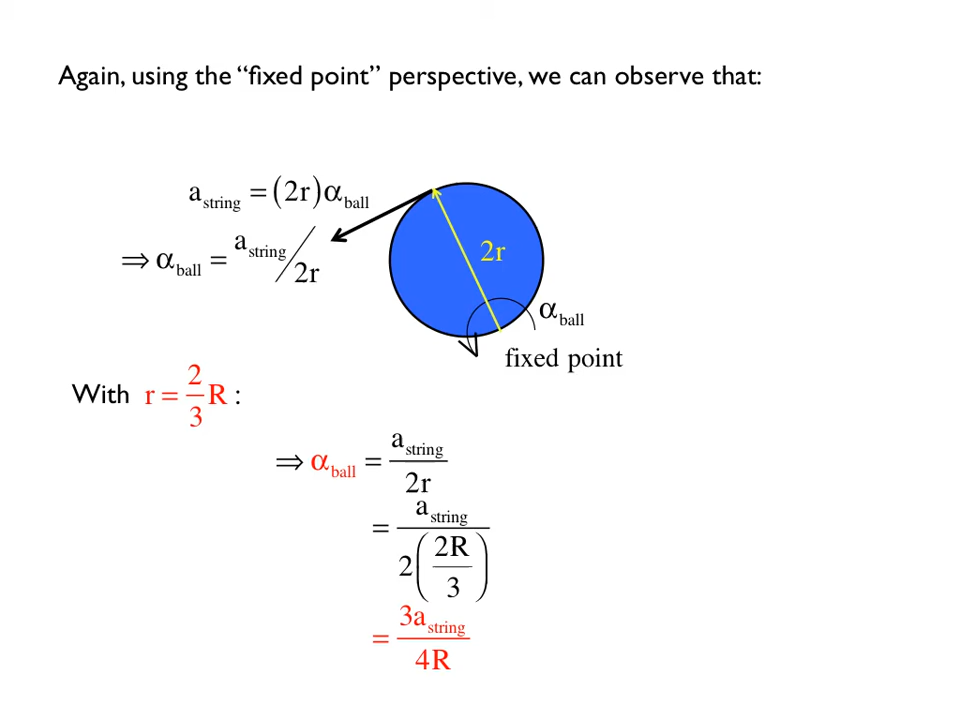 Again, using the “fixed point” perspective, we can observe that:
a_string = (2r)α_ball
⇒ α_ball = a_string/2r
2r
α_ball
fixed point
With r = 2/3 R :
⇒ α_ball = a_string/2r
= a_string/2(2R/3)
= 3a_string/4R